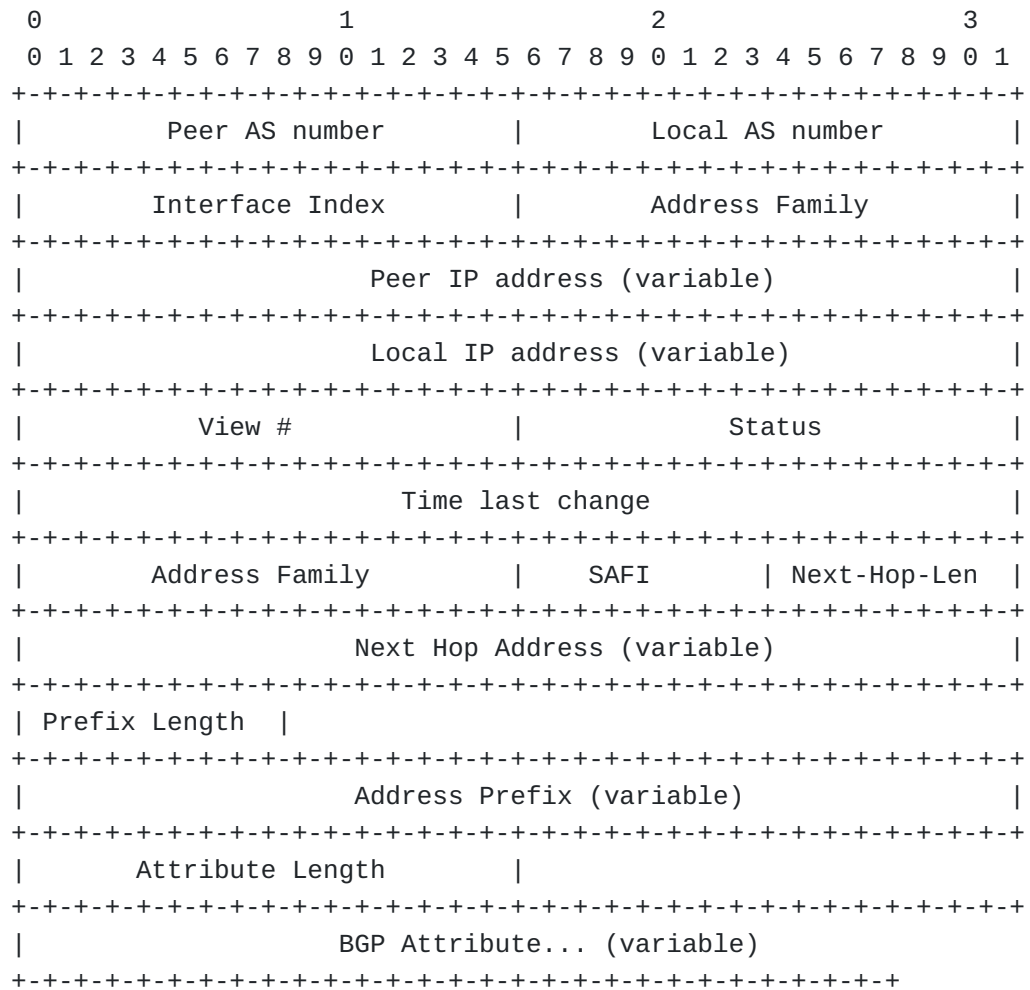 0                   1                   2                   3
 0 1 2 3 4 5 6 7 8 9 0 1 2 3 4 5 6 7 8 9 0 1 2 3 4 5 6 7 8 9 0 1
+-+-+-+-+-+-+-+-+-+-+-+-+-+-+-+-+-+-+-+-+-+-+-+-+-+-+-+-+-+-+-+-+
|         Peer AS number        |        Local AS number        |
+-+-+-+-+-+-+-+-+-+-+-+-+-+-+-+-+-+-+-+-+-+-+-+-+-+-+-+-+-+-+-+-+
|        Interface Index        |        Address Family         |
+-+-+-+-+-+-+-+-+-+-+-+-+-+-+-+-+-+-+-+-+-+-+-+-+-+-+-+-+-+-+-+-+
|                      Peer IP address (variable)               |
+-+-+-+-+-+-+-+-+-+-+-+-+-+-+-+-+-+-+-+-+-+-+-+-+-+-+-+-+-+-+-+-+
|                      Local IP address (variable)              |
+-+-+-+-+-+-+-+-+-+-+-+-+-+-+-+-+-+-+-+-+-+-+-+-+-+-+-+-+-+-+-+-+
|           View #              |             Status            |
+-+-+-+-+-+-+-+-+-+-+-+-+-+-+-+-+-+-+-+-+-+-+-+-+-+-+-+-+-+-+-+-+
|                        Time last change                       |
+-+-+-+-+-+-+-+-+-+-+-+-+-+-+-+-+-+-+-+-+-+-+-+-+-+-+-+-+-+-+-+-+
|        Address Family         |    SAFI       | Next-Hop-Len  |
+-+-+-+-+-+-+-+-+-+-+-+-+-+-+-+-+-+-+-+-+-+-+-+-+-+-+-+-+-+-+-+-+
|                     Next Hop Address (variable)               |
+-+-+-+-+-+-+-+-+-+-+-+-+-+-+-+-+-+-+-+-+-+-+-+-+-+-+-+-+-+-+-+-+
| Prefix Length  |
+-+-+-+-+-+-+-+-+-+-+-+-+-+-+-+-+-+-+-+-+-+-+-+-+-+-+-+-+-+-+-+-+
|                     Address Prefix (variable)                 |
+-+-+-+-+-+-+-+-+-+-+-+-+-+-+-+-+-+-+-+-+-+-+-+-+-+-+-+-+-+-+-+-+
|       Attribute Length        |
+-+-+-+-+-+-+-+-+-+-+-+-+-+-+-+-+-+-+-+-+-+-+-+-+-+-+-+-+-+-+-+-+
|                    BGP Attribute... (variable)
+-+-+-+-+-+-+-+-+-+-+-+-+-+-+-+-+-+-+-+-+-+-+-+-+-+-+-+-+